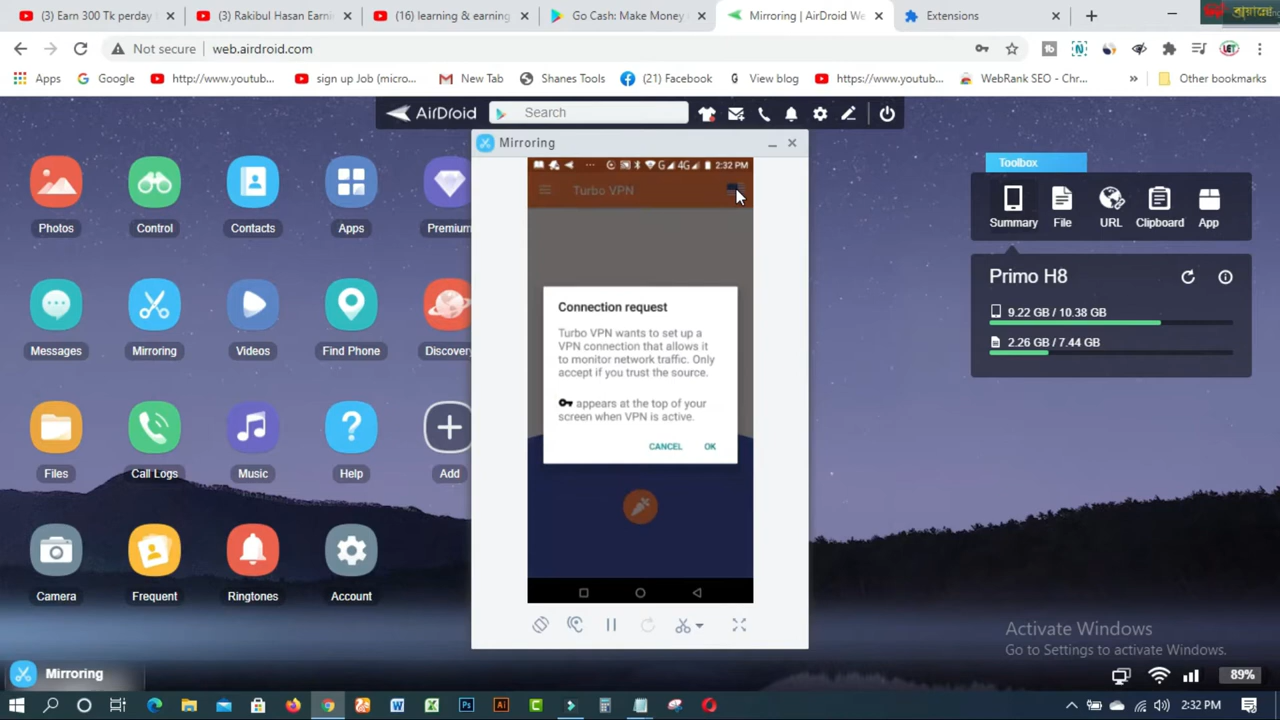 (3) Earn 300 Tk perday
(3) Rakibul Hasan Earni
(16) learning & earning
Go Cash: Make Money
Mirroring | AirDroid We
Extensions
বায়ান্নো
Not secure
web.airdroid.com
Apps
Google
http://www.youtub...
sign up Job (micro...
New Tab
Shanes Tools
(21) Facebook
View blog
https://www.youtub...
WebRank SEO - Chr...
»
Other bookmarks
AirDroid
Search
Mirroring
2:32 PM
Turbo VPN
Connection request
Turbo VPN wants to set up a
VPN connection that allows it
to monitor network traffic. Only
accept if you trust the source.
appears at the top of your
screen when VPN is active.
CANCEL
OK
Photos
Control
Contacts
Apps
Premium
Messages
Mirroring
Videos
Find Phone
Discovery
Files
Call Logs
Music
Help
Add
Camera
Frequent
Ringtones
Account
Toolbox
Summary
File
URL
Clipboard
App
Primo H8
9.22 GB / 10.38 GB
2.26 GB / 7.44 GB
Activate Windows
Go to Settings to activate Windows.
Mirroring
89%
2:32 PM